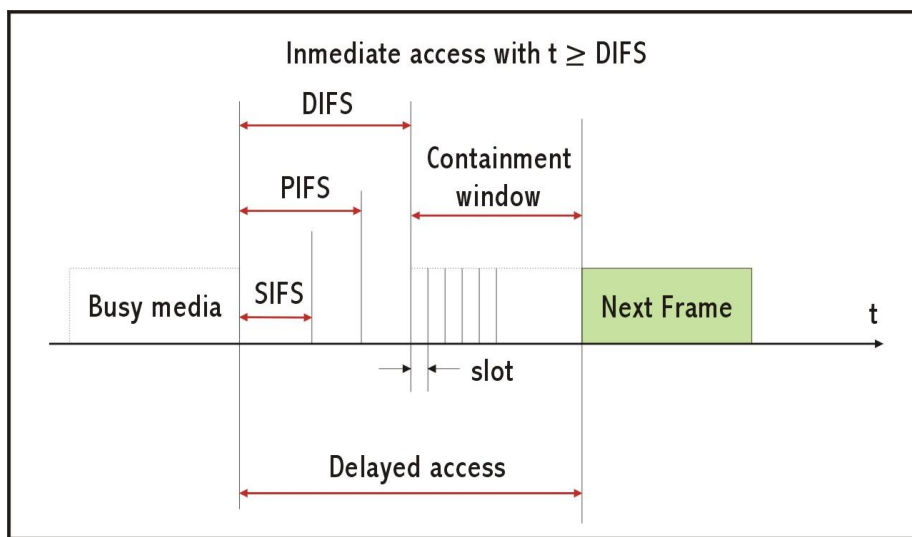 Inmediate access with t ≥ DIFS
DIFS
Containment
window
PIFS
SIFS
Busy media
Next Frame
t
slot
Delayed access